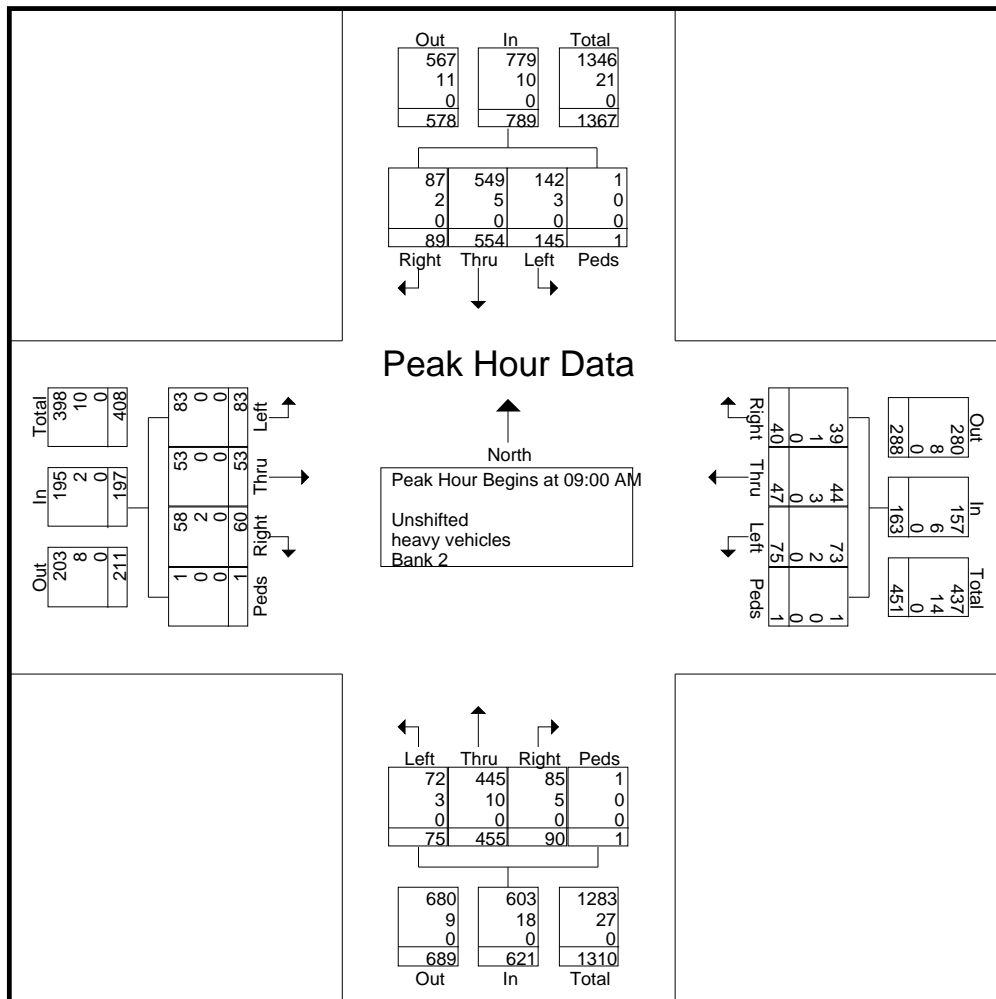 Out In Total
567 779 1346
11 10 21
0 0 0
578 789 1367
87 549 142 1
2 5 3 0
0 0 0 0
89 554 145 1
Right Thru Left Peds
Peak Hour Data
North
Peak Hour Begins at 09:00 AM
Unshifted
heavy vehicles
Bank 2
Total
398
10
0
408
In
195
2
0
197
Out
203
8
0
211
83 0 0 83 Left
53 0 0 53 Thru
58 2 0 60 Right
1 0 0 1 Peds
Right 39 1 0 40
Thru 44 3 0 47
Left 73 2 0 75
Peds 1 0 0 1
Out
280
8
0
288
In
157
6
0
163
Total
437
14
0
451
Left Thru Right Peds
72 445 85 1
3 10 5 0
0 0 0 0
75 455 90 1
680 603 1283
9 18 27
0 0 0
689 621 1310
Out In Total